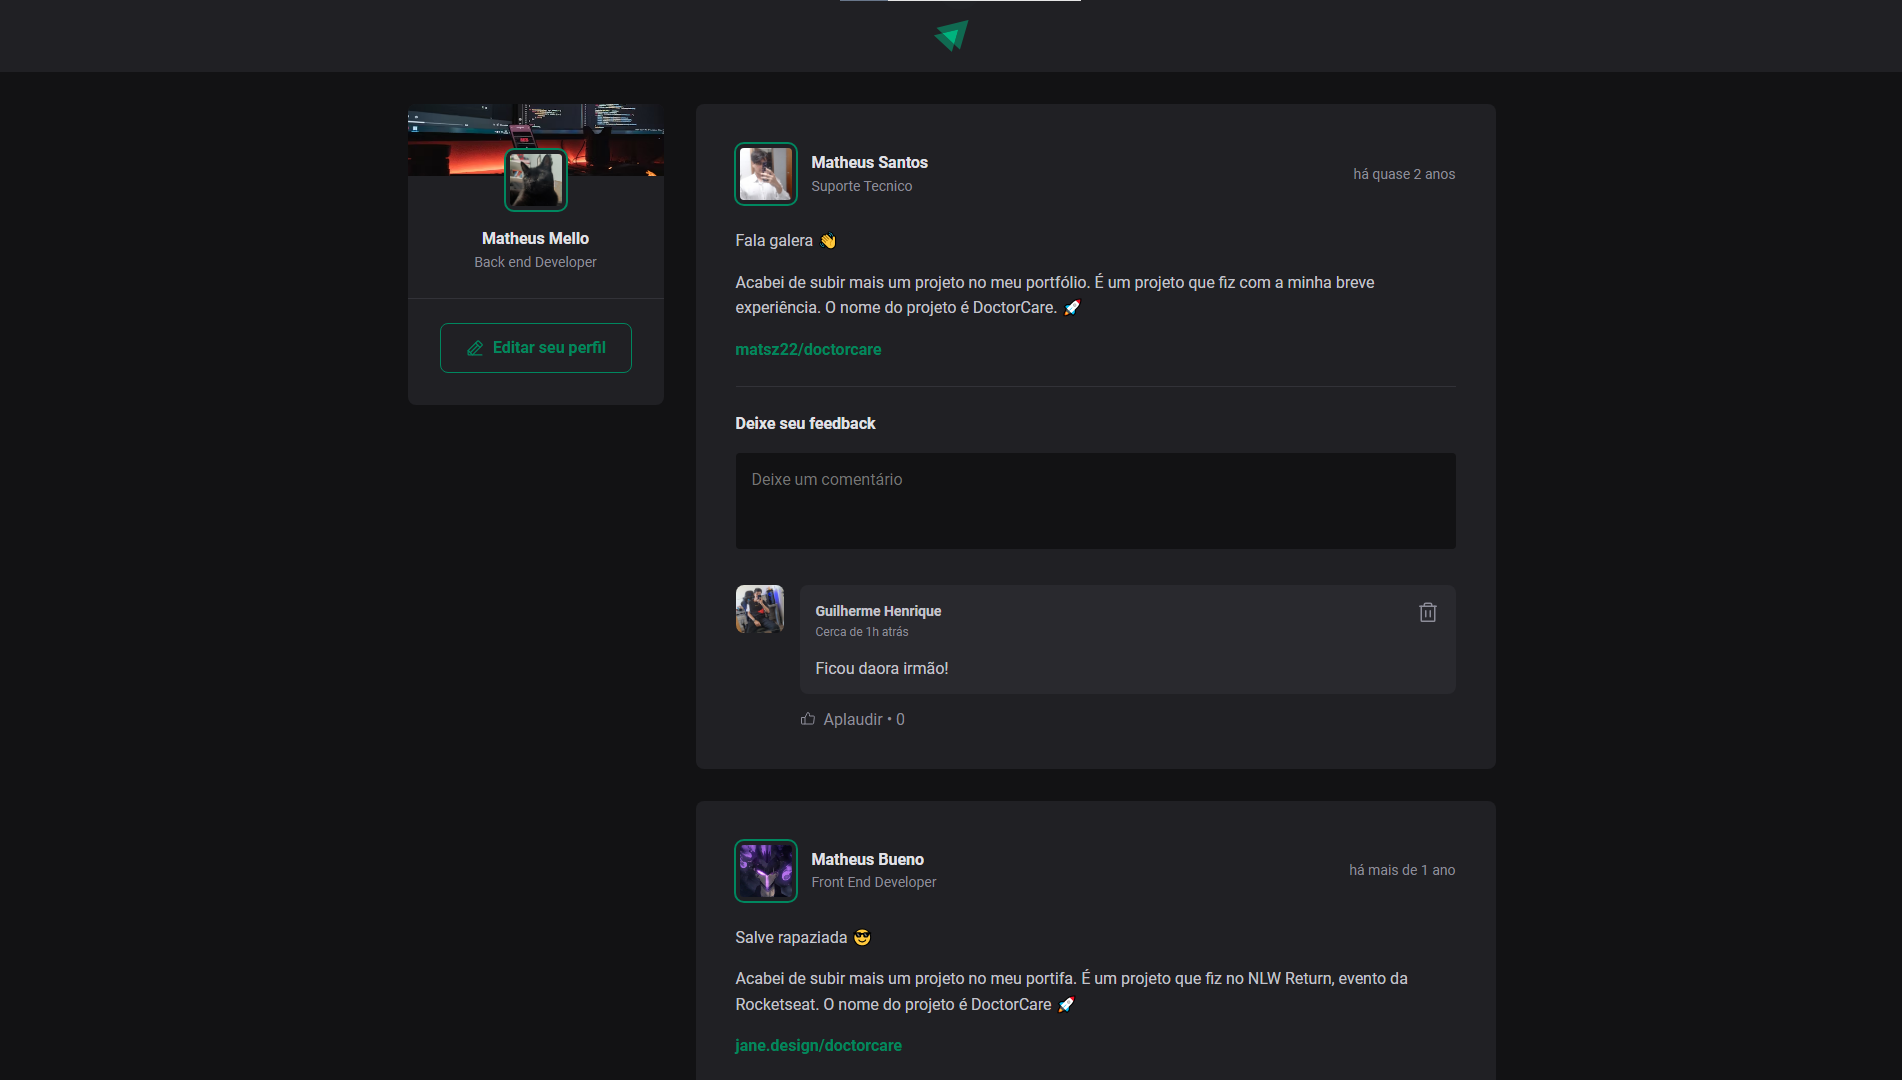 Matheus Mello
Back end Developer
Editar seu perfil
Matheus Santos
Suporte Tecnico
há quase 2 anos
Fala galera 👋
Acabei de subir mais um projeto no meu portfólio. É um projeto que fiz com a minha breve
experiência. O nome do projeto é DoctorCare. 🚀
matsz22/doctorcare
Deixe seu feedback
Deixe um comentário
Guilherme Henrique
Cerca de 1h atrás
Ficou daora irmão!
Aplaudir • 0
Matheus Bueno
Front End Developer
há mais de 1 ano
Salve rapaziada 😎
Acabei de subir mais um projeto no meu portifa. É um projeto que fiz no NLW Return, evento da
Rocketseat. O nome do projeto é DoctorCare 🚀
jane.design/doctorcare